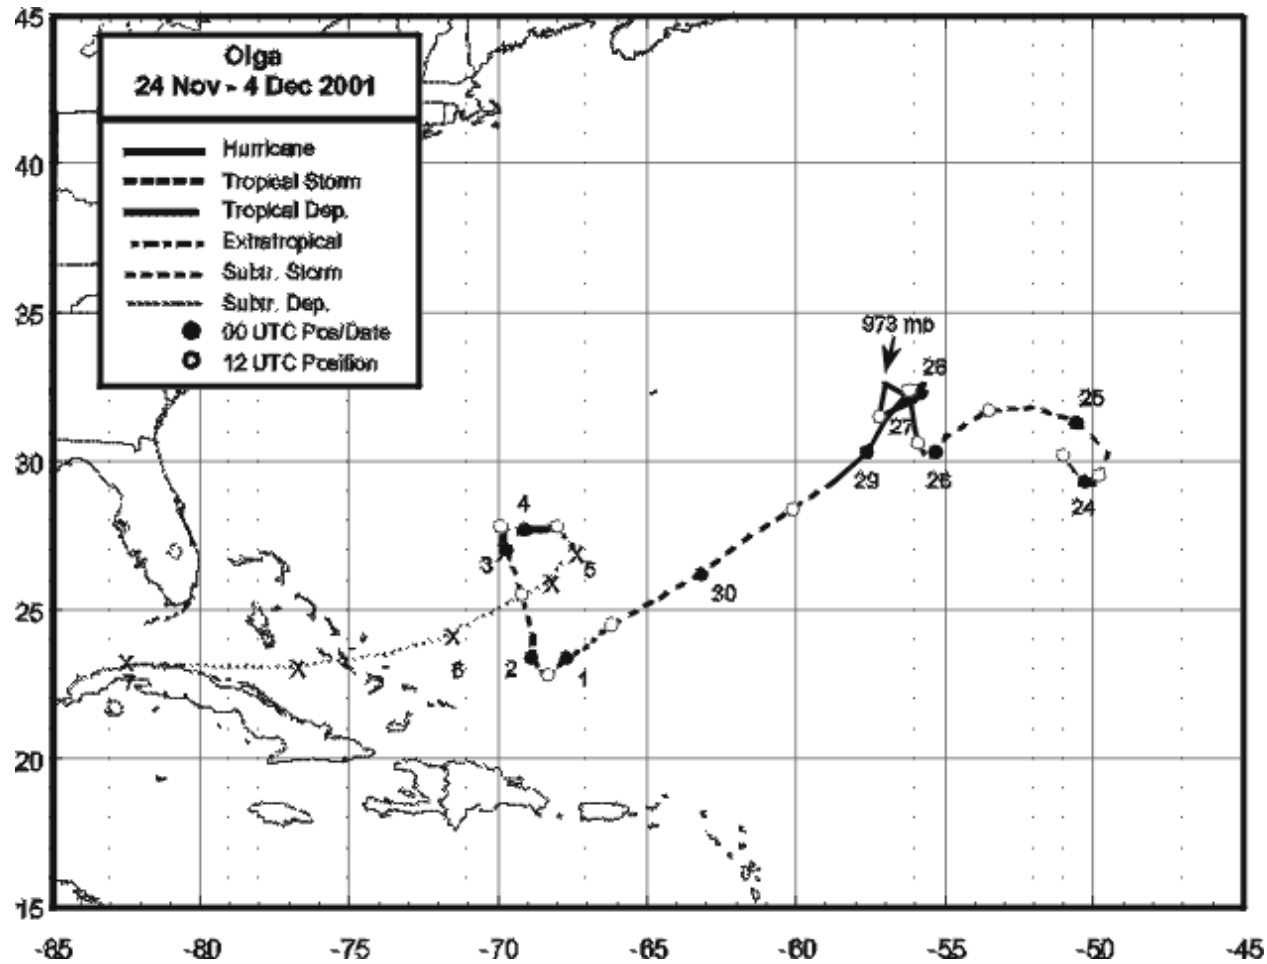 Olga
24 Nov - 4 Dec 2001
Hurricane
Tropical Storm
Tropical Dep.
Extratropical
Subtr. Storm
Subtr. Dep.
00 UTC Pos/Date
12 UTC Position
45
40
35
30
25
20
15
973 mb
28
27
25
29
26
24
4
3
5
30
2
1
6
7
-85
-80
-75
-70
-65
-60
-55
-50
-45